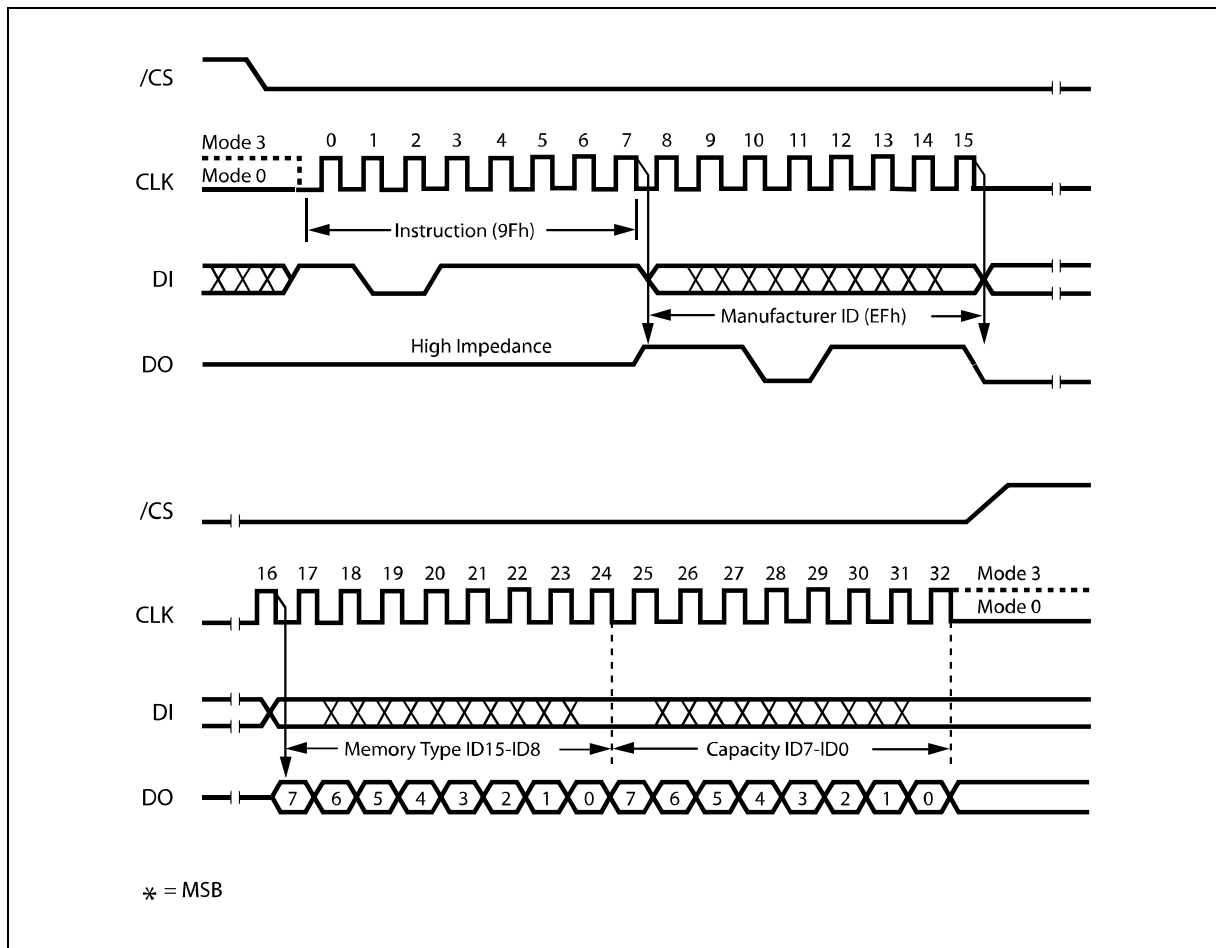 /CS
Mode 3
0 1 2 3 4 5 6 7 8 9 10 11 12 13 14 15
Mode 0
CLK
Instruction (9Fh)
DI
Manufacturer ID (EFh)
High Impedance
DO
/CS
16 17 18 19 20 21 22 23 24 25 26 27 28 29 30 31 32
Mode 3
Mode 0
CLK
DI
Memory Type ID15-ID8
Capacity ID7-ID0
DO
7 6 5 4 3 2 1 0 7 6 5 4 3 2 1 0
* = MSB